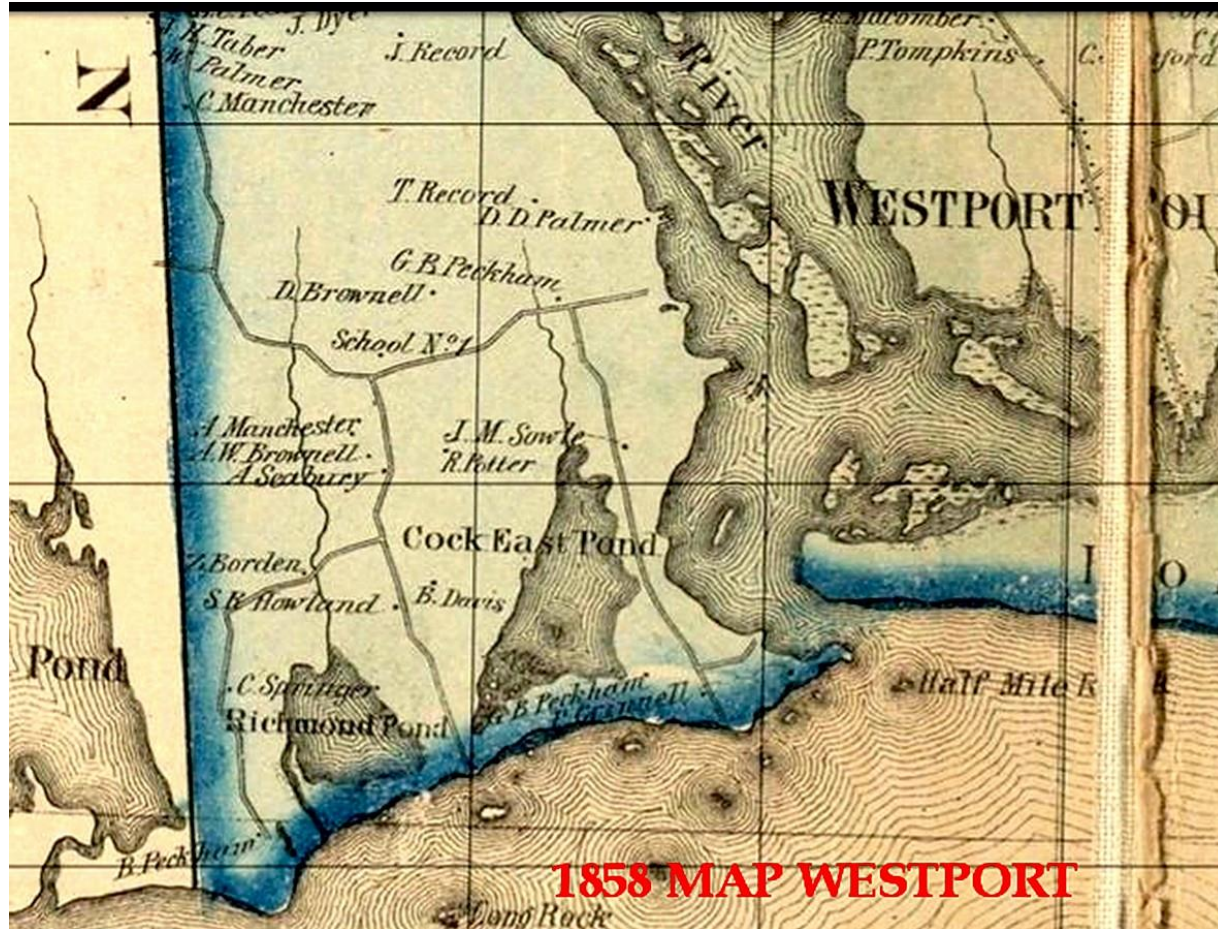 J. Dyer
J. K. Taber
Palmer
J. Record
C. Manchester
River
Macomber
P. Tompkins
C.
N
T. Record
D. D. Palmer
WESTPORT
G. B. Peckham
D. Brownell
School No 1
A Manchester
A. W. Brownell
A Seabury
J. M. Sowle
R. Potter
Cock East Pond
Z. Borden
S. R. Howland
B. Davis
Pond
C. Springer
Richmond Pond
B Peckham
Half Mile R
B. Peckham
1858 MAP WESTPORT
Long Rock